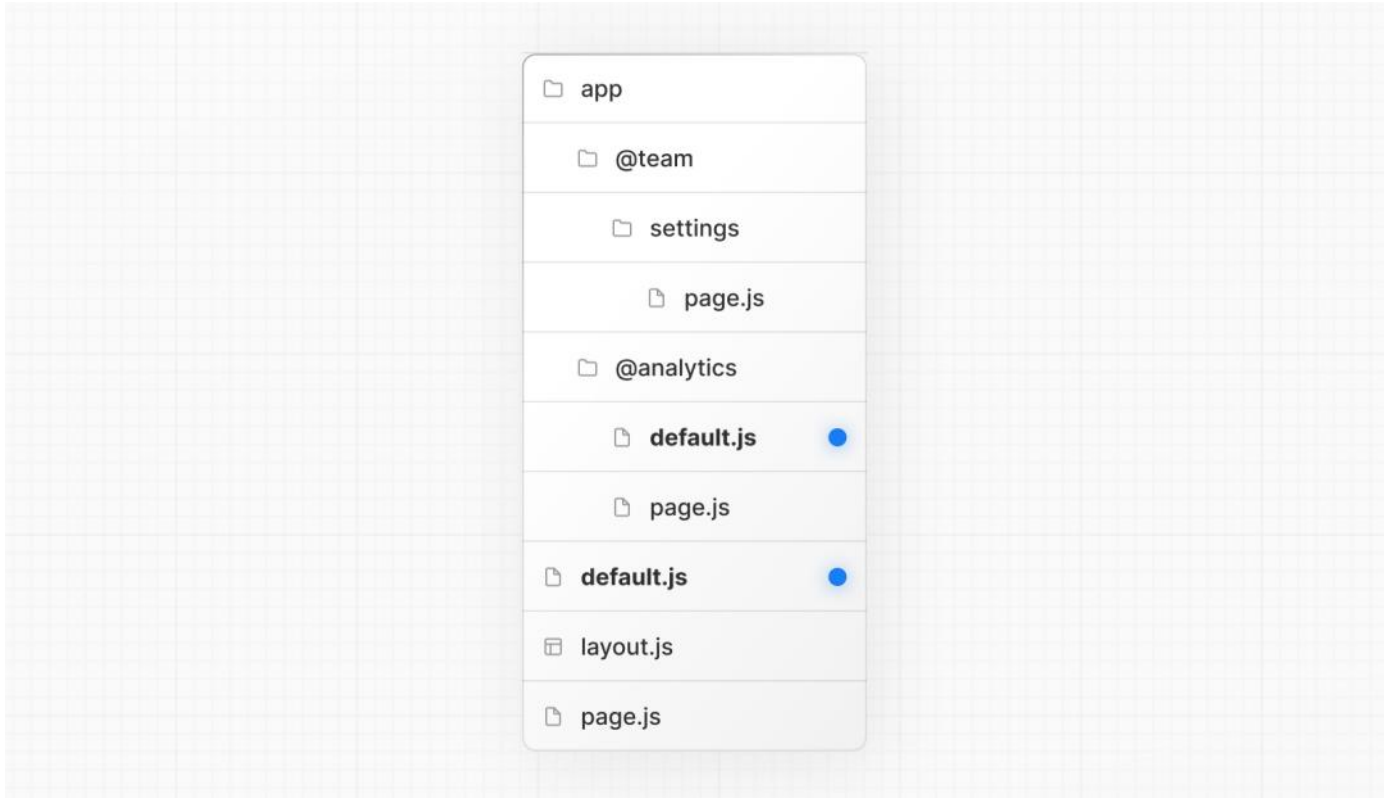 app
@team
settings
page.js
@analytics
default.js
page.js
default.js
layout.js
page.js